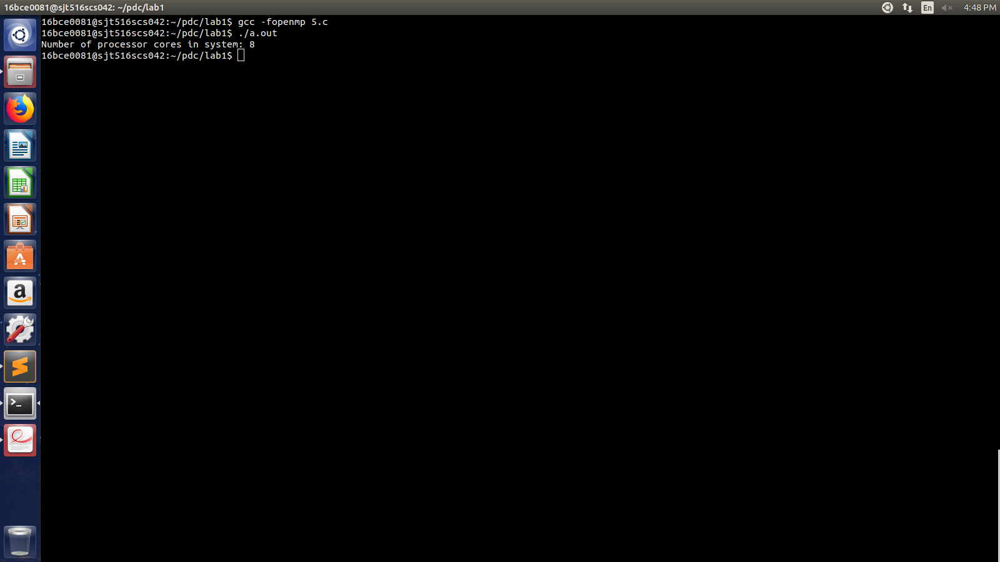 16bce0081@sjt516scs042: ~/pdc/lab1
En
4:48 PM
16bce0081@sjt516scs042:~/pdc/lab1$ gcc -fopenmp 5.c
16bce0081@sjt516scs042:~/pdc/lab1$ ./a.out
Number of processor cores in system: 8
16bce0081@sjt516scs042:~/pdc/lab1$